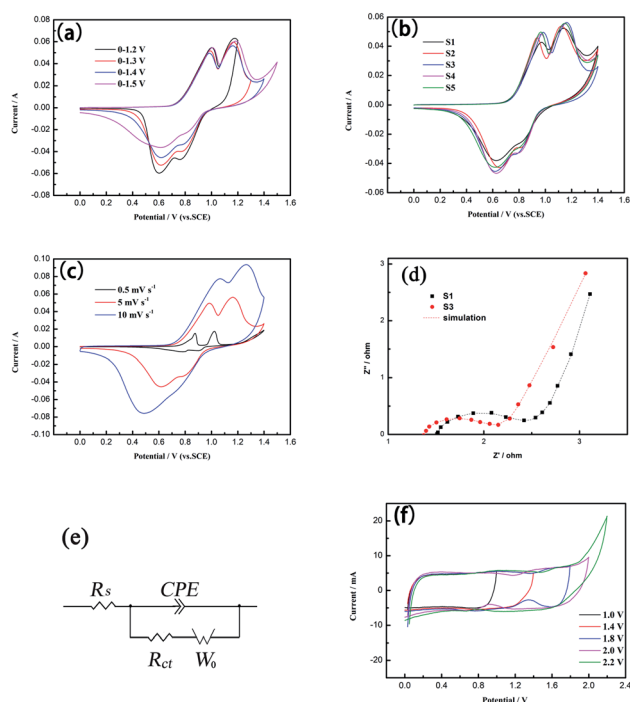 (a)
0-1.2 V
0-1.3 V
0-1.4 V
0-1.5 V
0.08
0.06
0.04
0.02
0.00
-0.02
-0.04
-0.06
-0.08
0.0 0.2 0.4 0.6 0.8 1.0 1.2 1.4 1.6
Current / A
Potential / V (vs.SCE)
(b)
S1
S2
S3
S4
S5
0.06
0.04
0.02
0.00
-0.02
-0.04
-0.06
0.0 0.2 0.4 0.6 0.8 1.0 1.2 1.4 1.6
Current / A
Potential / V (vs.SCE)
(c)
0.5 mV s⁻¹
5 mV s⁻¹
10 mV s⁻¹
0.10
0.08
0.06
0.04
0.02
0.00
-0.02
-0.04
-0.06
-0.08
0.10
0.0 0.2 0.4 0.6 0.8 1.0 1.2 1.4 1.6
Current / A
Potential / V (vs.SCE)
(d)
S1
S3
simulation
3
2
1
0
1 2 3
Z'' / ohm
Z' / ohm
(e)
Rs CPE
Rct W₀
(f)
1.0 V
1.4 V
1.8 V
2.0 V
2.2 V
20
10
0
-10
-20
0.0 0.4 0.8 1.2 1.6 2.0 2.4
Current / mA
Potential / V